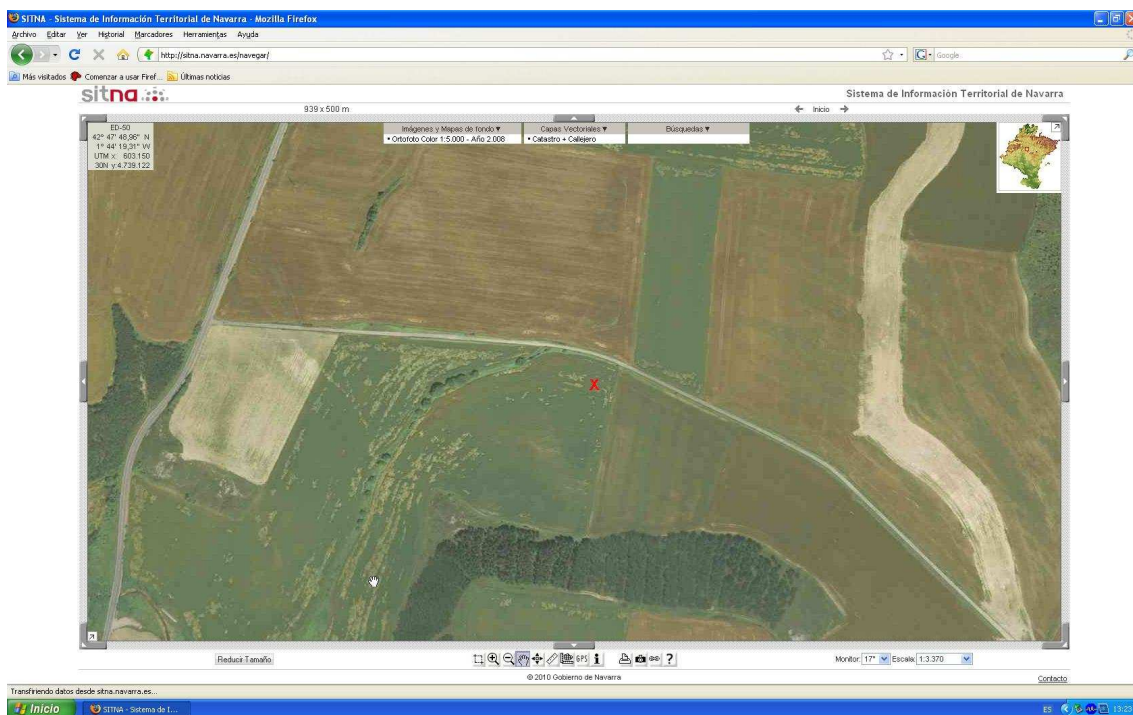 SITNA - Sistema de Información Territorial de Navarra - Mozilla Firefox
Archivo Editar Ver Historial Marcadores Herramientas Ayuda
http://sitna.navarra.es/navegar/
Google
Más visitados Comenzar a usar Firef... Últimas noticias
sitna
Sistema de Información Territorial de Navarra
939 x 500 m
Inicio
ED-50
42° 47' 48,96" N
1° 44' 19,31" W
UTM x: 603.150
30N y: 4.739.122
Imágenes y Mapas de fondo ▼ Capas Vectoriales ▼ Búsquedas ▼
• Ortofoto Color 1:5.000 - Año 2.008 • Catastro + Callejero
X
Reducir Tamaño
GPS
Monitor: 17" Escala: 1:3.370
© 2010 Gobierno de Navarra
Contacto
Transfiriendo datos desde sitna.navarra.es...
Inicio SITNA - Sistema de I... ES 13:23